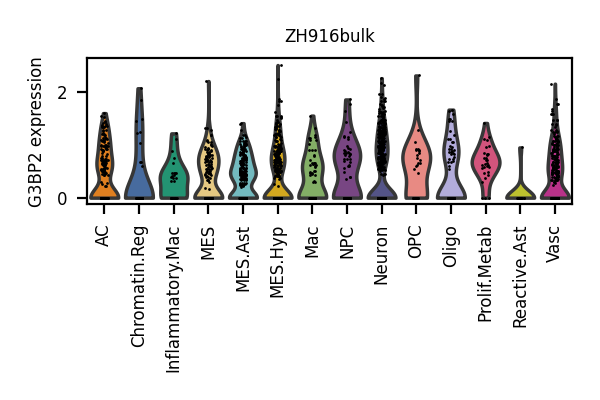 ZH916bulk
G3BP2 expression
2
0
AC
Chromatin.Reg
Inflammatory.Mac
MES
MES.Ast
MES.Hyp
Mac
NPC
Neuron
OPC
Oligo
Prolif.Metab
Reactive.Ast
Vasc